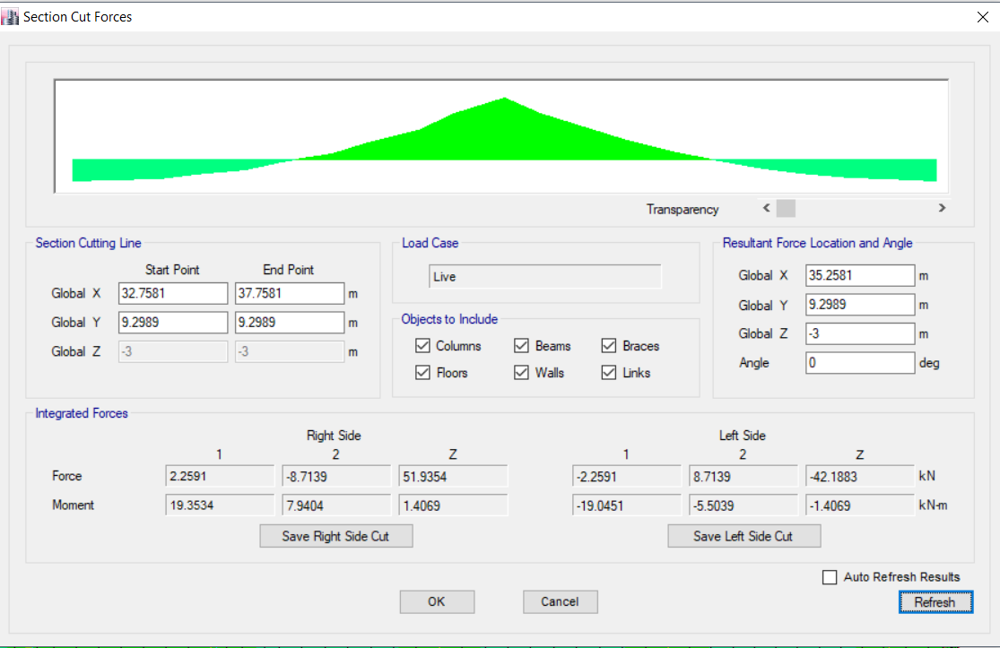 Section Cut Forces
Transparency
Section Cutting Line
Start Point End Point
Global X 32.7581 37.7581 m
Global Y 9.2989 9.2989 m
Global Z -3 -3 m
Load Case
Live
Objects to Include
Columns Beams Braces
Floors Walls Links
Resultant Force Location and Angle
Global X 35.2581 m
Global Y 9.2989 m
Global Z -3 m
Angle 0 deg
Integrated Forces
Right Side Left Side
1 2 Z 1 2 Z
Force 2.2591 -8.7139 51.9354 -2.2591 8.7139 -42.1883 kN
Moment 19.3534 7.9404 1.4069 -19.0451 -5.5039 -1.4069 kN-m
Save Right Side Cut Save Left Side Cut
Auto Refresh Results
OK Cancel Refresh